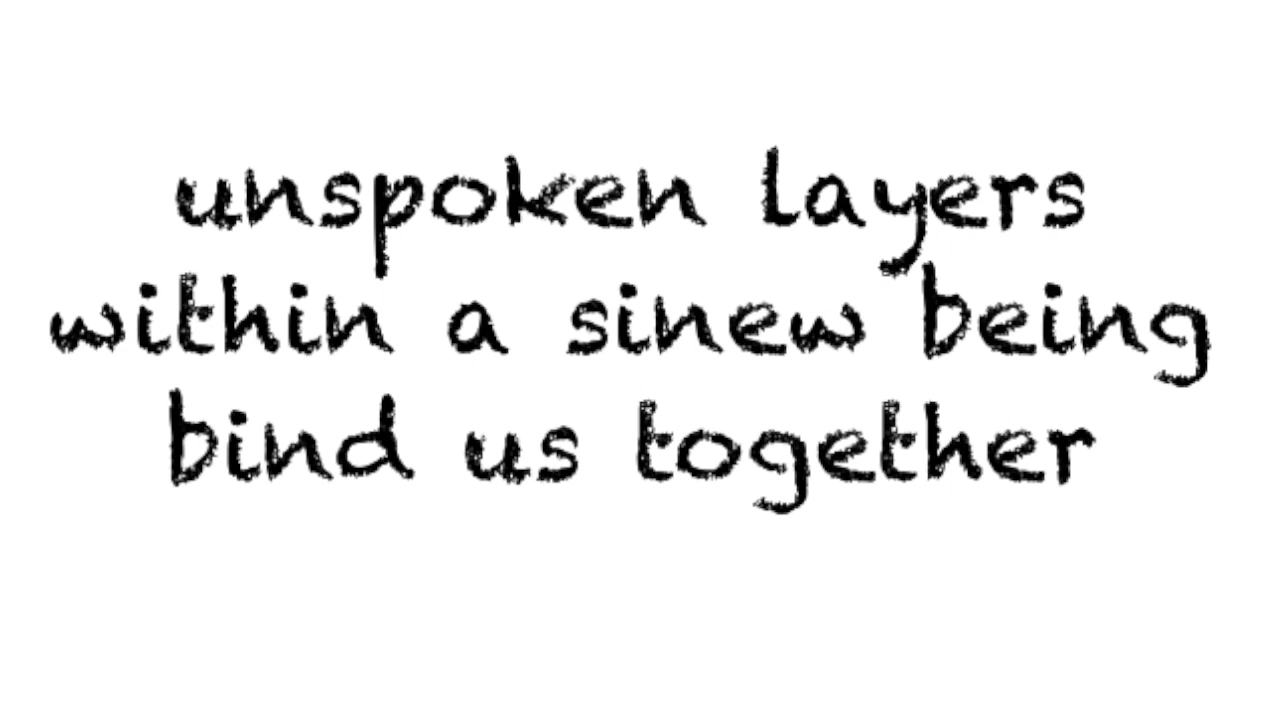 unspoken layers
within a sinew being
bind us together